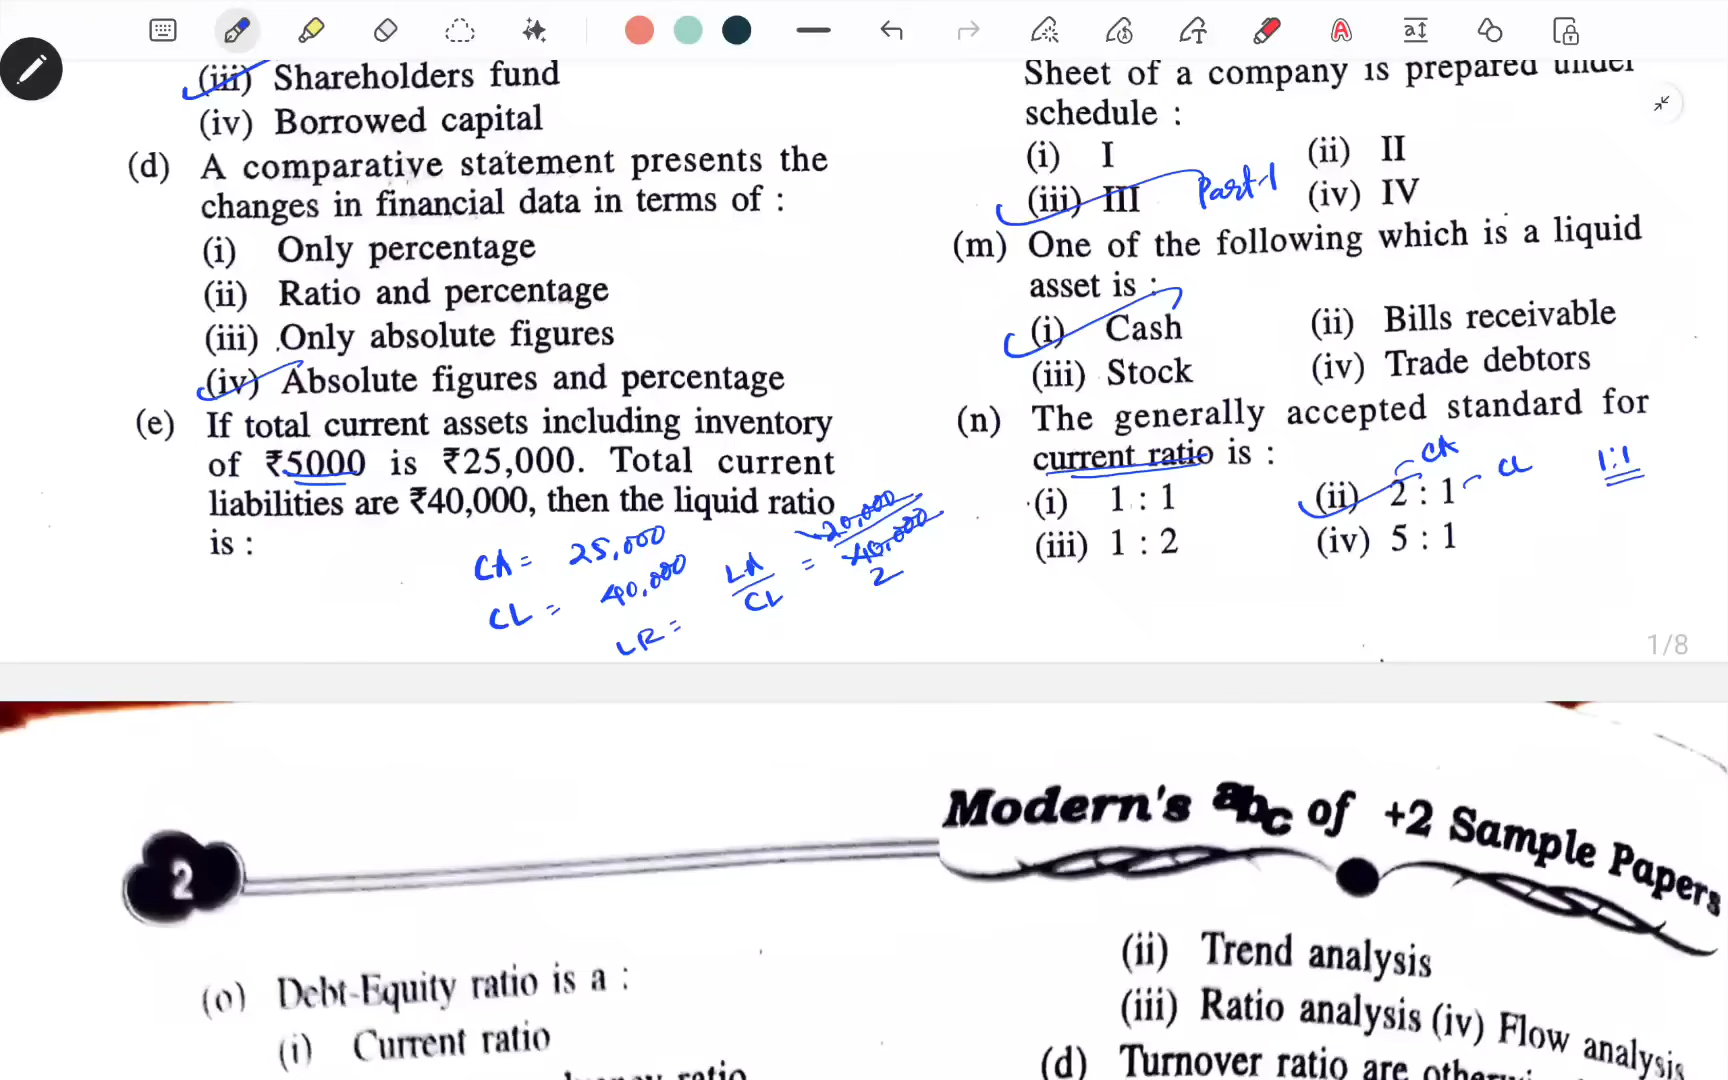 (iii) Shareholders fund
(iv) Borrowed capital
(d) A comparative statement presents the
changes in financial data in terms of :
(i) Only percentage
(ii) Ratio and percentage
(iii) Only absolute figures
(iv) Absolute figures and percentage
(e) If total current assets including inventory
of ₹5000 is ₹25,000. Total current
liabilities are ₹40,000, then the liquid ratio
is :
CA = 25,000
CL = 40,000
LR = LA/CL = 20,000/40,000
2
Sheet of a company is prepared under
schedule :
(i) I (ii) II
(iii) III Part-1 (iv) IV
(m) One of the following which is a liquid
asset is :
(i) Cash (ii) Bills receivable
(iii) Stock (iv) Trade debtors
(n) The generally accepted standard for
current ratio is :
CA
CL
1:1
(i) 1 : 1 (ii) 2 : 1
(iii) 1 : 2 (iv) 5 : 1
1/8
2
Modern's abc of +2 Sample Papers
(o) Debt-Equity ratio is a :
(i) Current ratio
ratio
(ii) Trend analysis
(iii) Ratio analysis (iv) Flow analysis
(d) Turnover ratio are